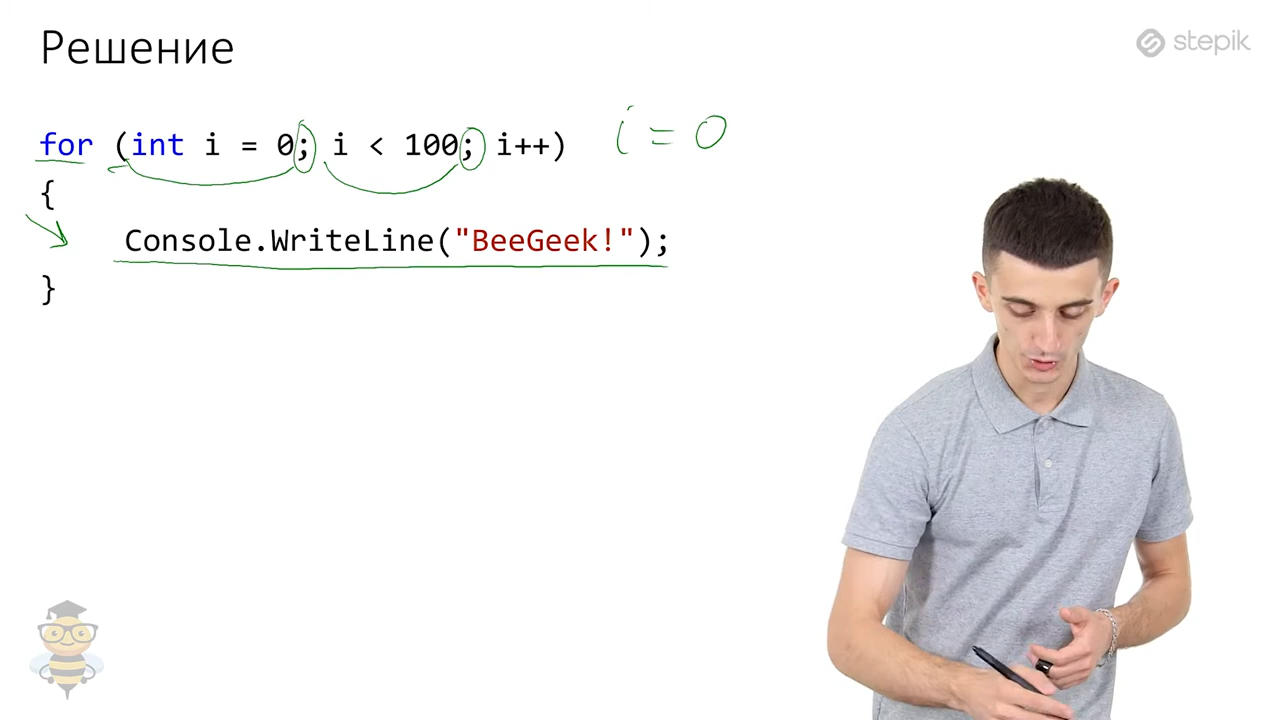 Решение
stepik
for (int i = 0; i < 100; i++)
i = 0
{
Console.WriteLine("BeeGeek!");
}